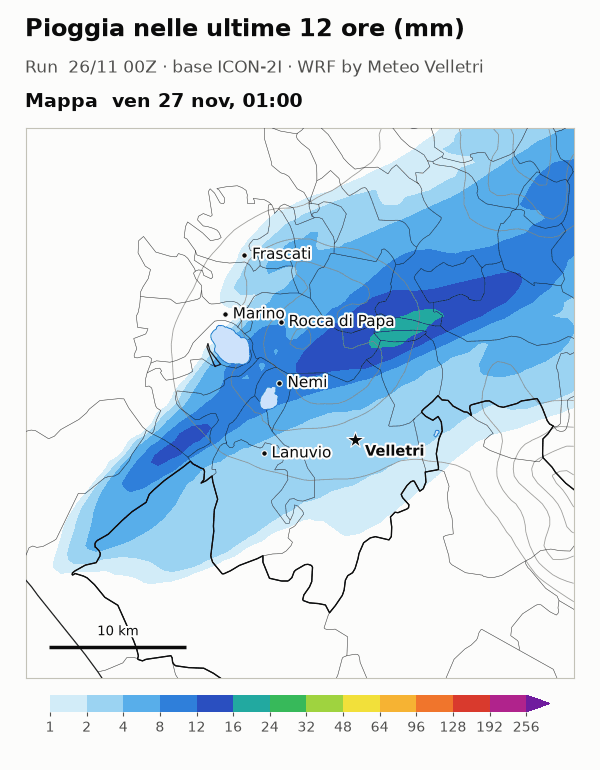 Pioggia nelle ultime 12 ore (mm)
Run  26/11 00Z · base ICON-2I · WRF by Meteo Velletri
Mappa  ven 27 nov, 01:00
Frascati
Marino
Rocca di Papa
Nemi
Lanuvio
Velletri
10 km
1 2 4 8 12 16 24 32 48 64 96 128 192 256